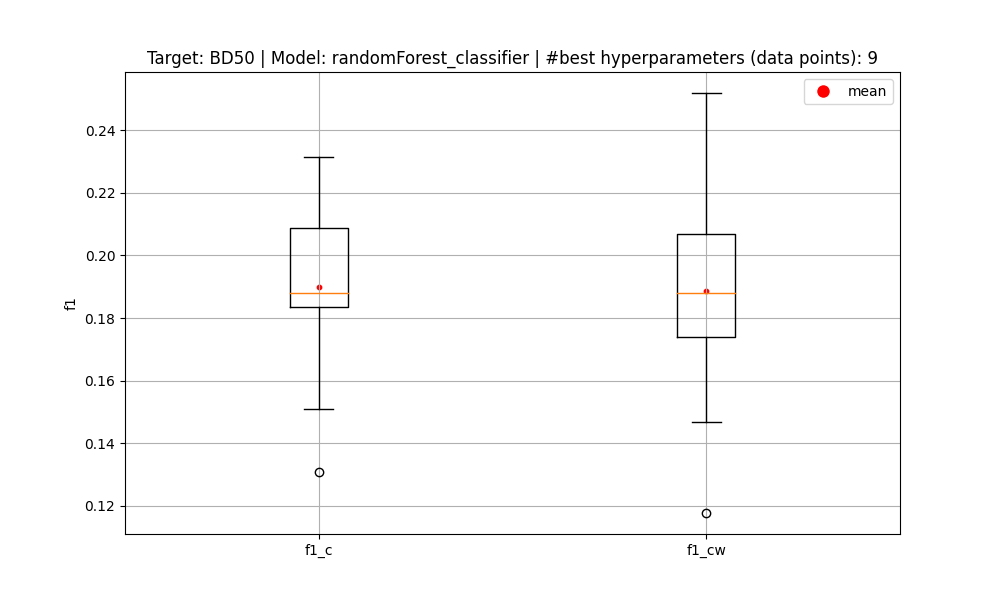 Target: BD50 | Model: randomForest_classifier | #best hyperparameters (data points): 9
mean
0.24
0.22
0.20
0.18
0.16
0.14
0.12
f1
f1_c
f1_cw